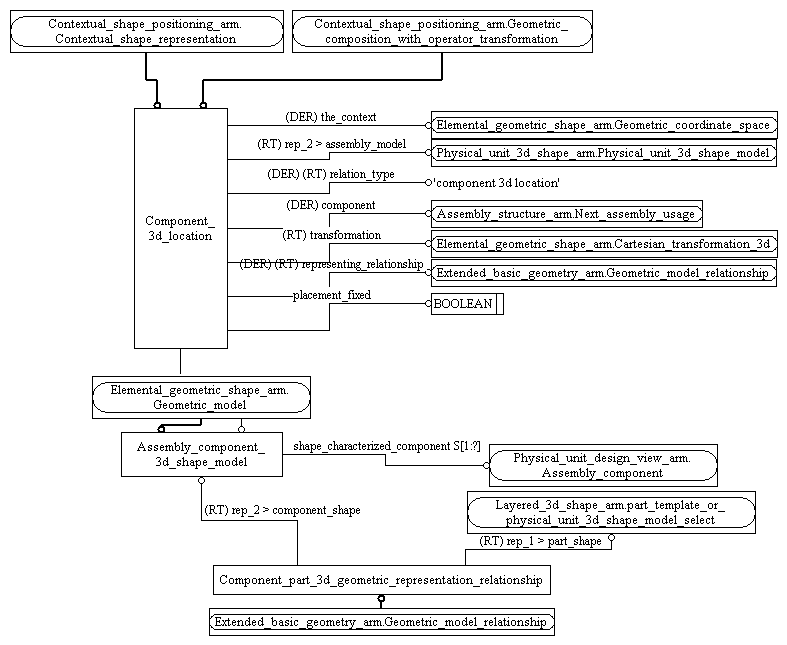 Contextual_shape_positioning_arm.
Contextual_shape_representation
Contextual_shape_positioning_arm.Geometric_
composition_with_operator_transformation
(DER) the_context
Elemental_geometric_shape_arm.Geometric_coordinate_space
(RT) rep_2 > assembly_model
Physical_unit_3d_shape_arm.Physical_unit_3d_shape_model
(DER) (RT) relation_type
'component 3d location'
(DER) component
Assembly_structure_arm.Next_assembly_usage
Component_
3d_location
(RT) transformation
Elemental_geometric_shape_arm.Cartesian_transformation_3d
(DER) (RT) representing_relationship
Extended_basic_geometry_arm.Geometric_model_relationship
placement_fixed
BOOLEAN
Elemental_geometric_shape_arm.
Geometric_model
Assembly_component_
3d_shape_model
shape_characterized_component S[1:?]
Physical_unit_design_view_arm.
Assembly_component
(RT) rep_2 > component_shape
Layered_3d_shape_arm.part_template_or_
physical_unit_3d_shape_model_select
(RT) rep_1 > part_shape
Component_part_3d_geometric_representation_relationship
Extended_basic_geometry_arm.Geometric_model_relationship